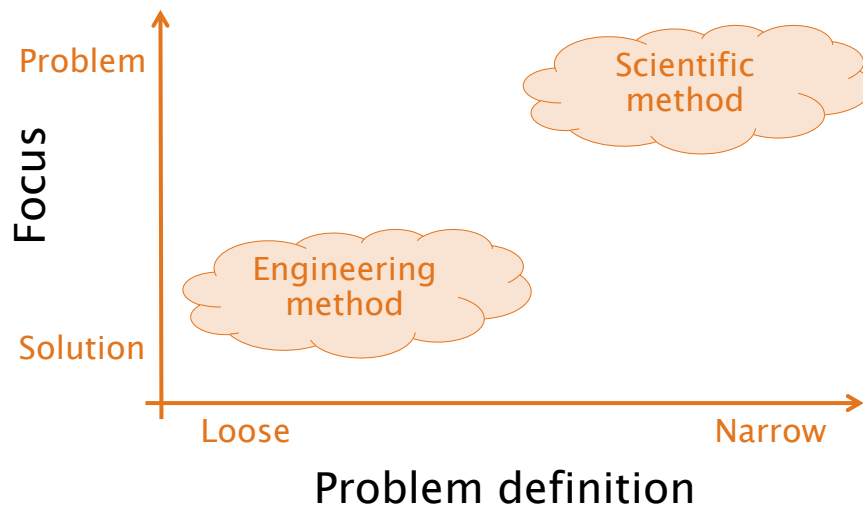 Problem
Scientific
method
Focus
Engineering
method
Solution
Loose
Narrow
Problem definition